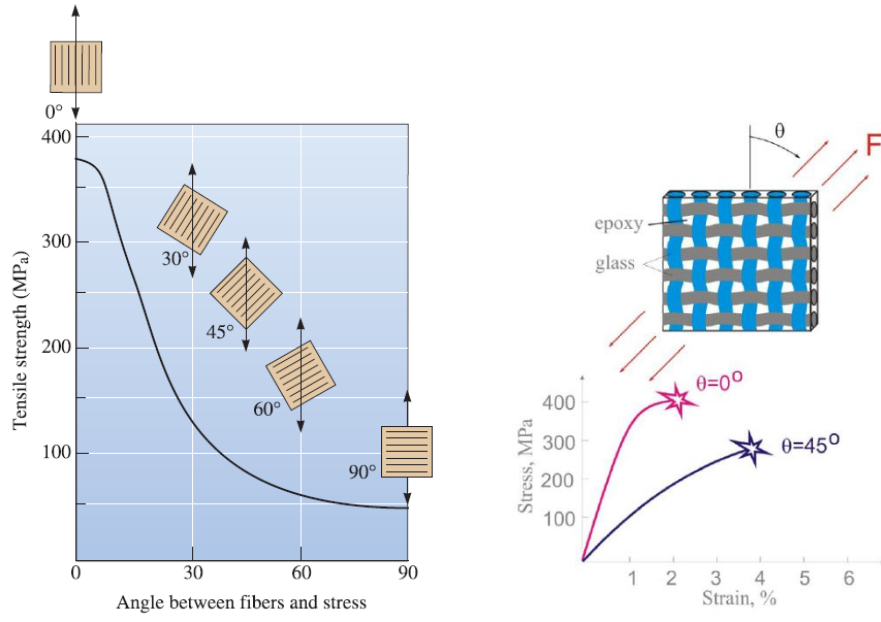 0°
400
300
200
100
Tensile strength (MPa)
30°
45°
60°
90°
0
30
60
90
Angle between fibers and stress
θ
F
epoxy
glass
θ=0°
θ=45°
400
300
200
100
Stress, MPa
1
2
3
4
5
6
Strain, %